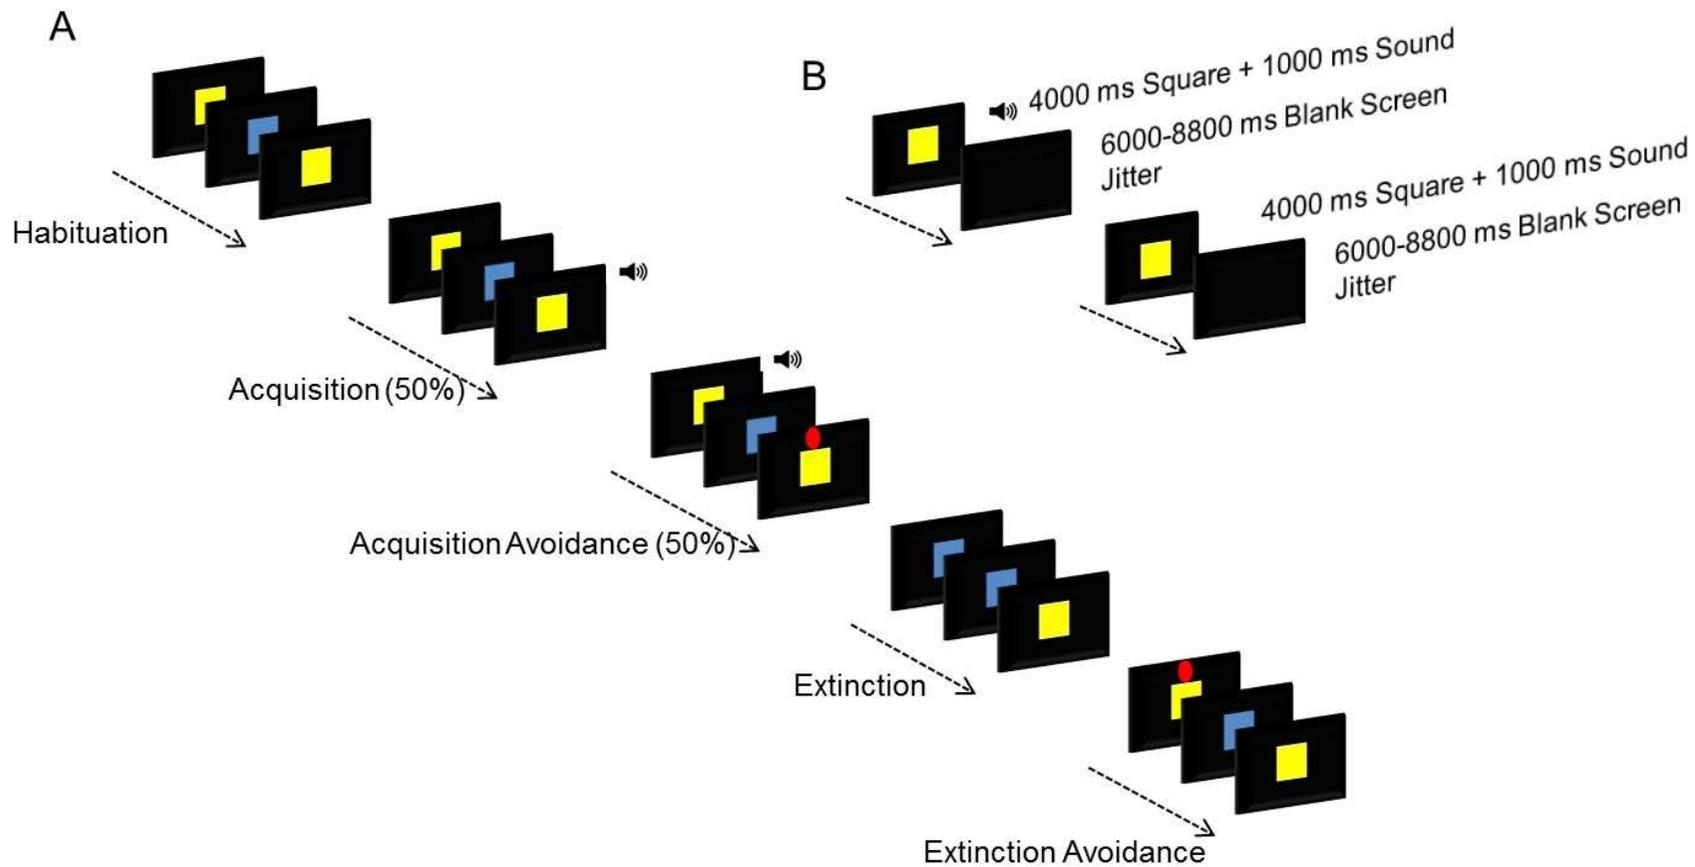 A
Habituation
Acquisition (50%)
Acquisition Avoidance (50%)
Extinction
Extinction Avoidance
B
4000 ms Square + 1000 ms Sound
6000-8800 ms Blank Screen
Jitter
4000 ms Square + 1000 ms Sound
6000-8800 ms Blank Screen
Jitter